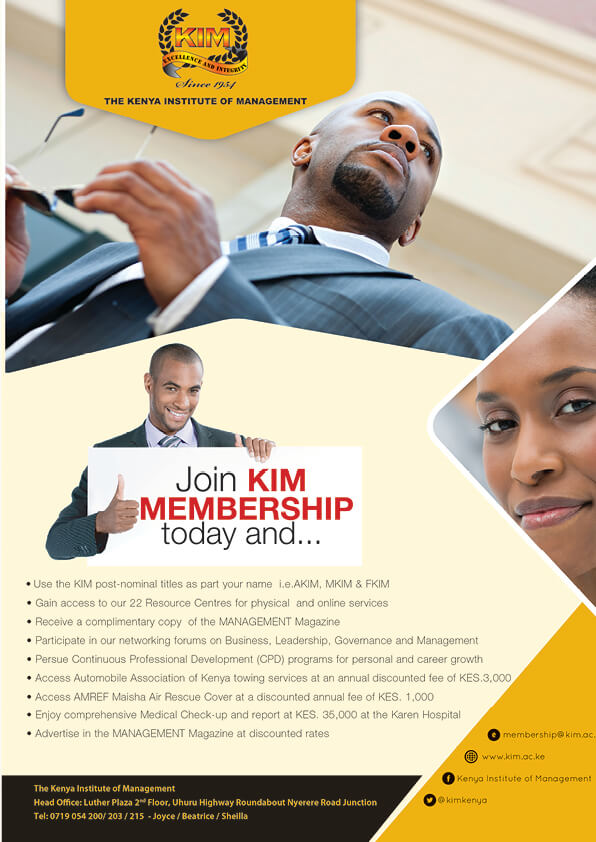 KIM
EXCELLENCE AND INTEGRITY
Since 1954
THE KENYA INSTITUTE OF MANAGEMENT
Join KIM
MEMBERSHIP
today and...
• Use the KIM post-nominal titles as part your name i.e.AKIM, MKIM & FKIM
• Gain access to our 22 Resource Centres for physical and online services
• Receive a complimentary copy of the MANAGEMENT Magazine
• Participate in our networking forums on Business, Leadership, Governance and Management
• Persue Continuous Professional Development (CPD) programs for personal and career growth
• Access Automobile Association of Kenya towing services at an annual discounted fee of KES.3,000
• Access AMREF Maisha Air Rescue Cover at a discounted annual fee of KES. 1,000
• Enjoy comprehensive Medical Check-up and report at KES. 35,000 at the Karen Hospital
• Advertise in the MANAGEMENT Magazine at discounted rates
e membership@kim.ac.
www.kim.ac.ke
f Kenya Institute of Management
@kimkenya
The Kenya Institute of Management
Head Office: Luther Plaza 2nd Floor, Uhuru Highway Roundabout Nyerere Road Junction
Tel: 0719 054 200/ 203 / 215 - Joyce / Beatrice / Sheilla